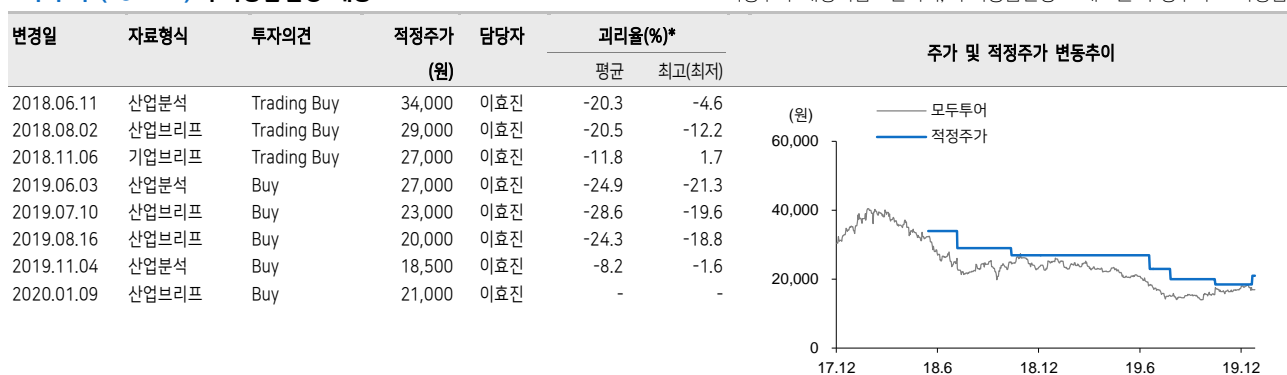 변경일 자료형식 투자의견 적정주가 담당자 괴리율(%)* 주가 및 적정주가 변동추이
(원) 평균 최고(최저)
2018.06.11 산업분석 Trading Buy 34,000 이효진 -20.3 -4.6
2018.08.02 산업브리프 Trading Buy 29,000 이효진 -20.5 -12.2
2018.11.06 기업브리프 Trading Buy 27,000 이효진 -11.8 1.7
2019.06.03 산업분석 Buy 27,000 이효진 -24.9 -21.3
2019.07.10 산업브리프 Buy 23,000 이효진 -28.6 -19.6
2019.08.16 산업브리프 Buy 20,000 이효진 -24.3 -18.8
2019.11.04 산업분석 Buy 18,500 이효진 -8.2 -1.6
2020.01.09 산업브리프 Buy 21,000 이효진 - -
(원)
모두투어
적정주가
60,000
40,000
20,000
0
17.12 18.6 18.12 19.6 19.12